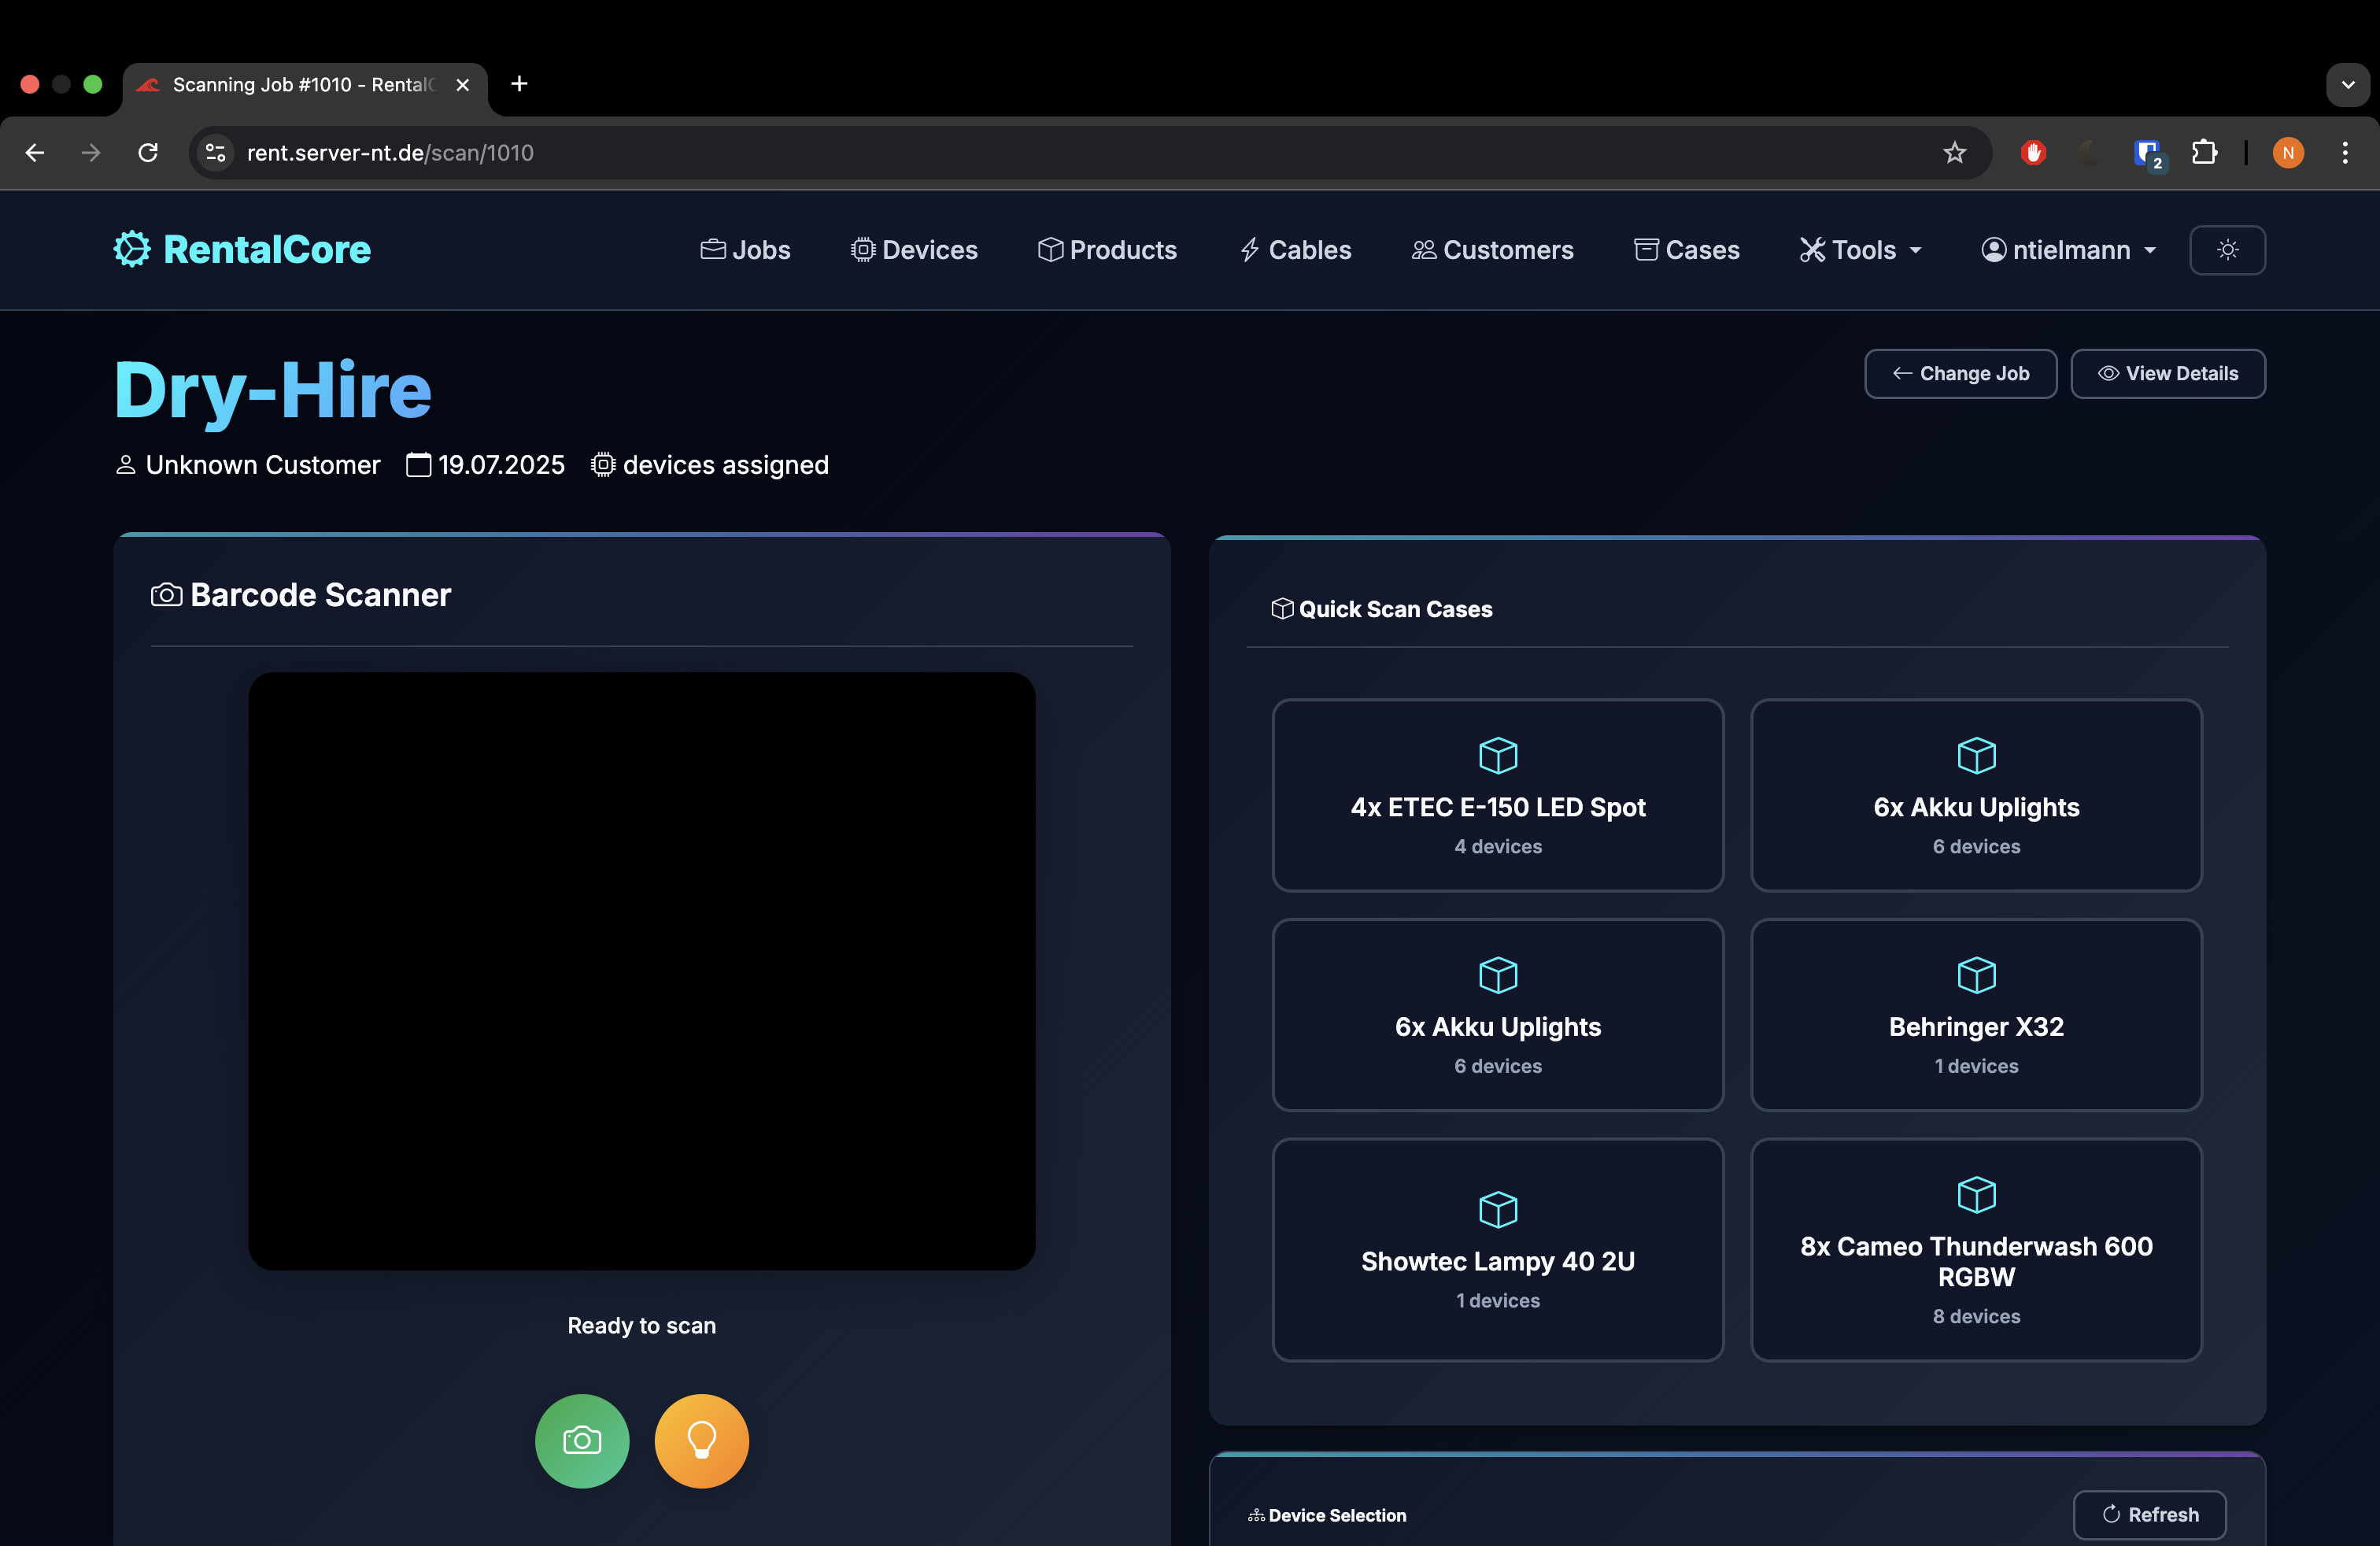 Scanning Job #1010 - Rental
rent.server-nt.de/scan/1010
2
N
RentalCore
Jobs
Devices
Products
Cables
Customers
Cases
Tools
ntielmann
Dry-Hire
Change Job
View Details
Unknown Customer
19.07.2025
devices assigned
Barcode Scanner
Ready to scan
Quick Scan Cases
4x ETEC E-150 LED Spot
4 devices
6x Akku Uplights
6 devices
6x Akku Uplights
6 devices
Behringer X32
1 devices
Showtec Lampy 40 2U
1 devices
8x Cameo Thunderwash 600
RGBW
8 devices
Device Selection
Refresh